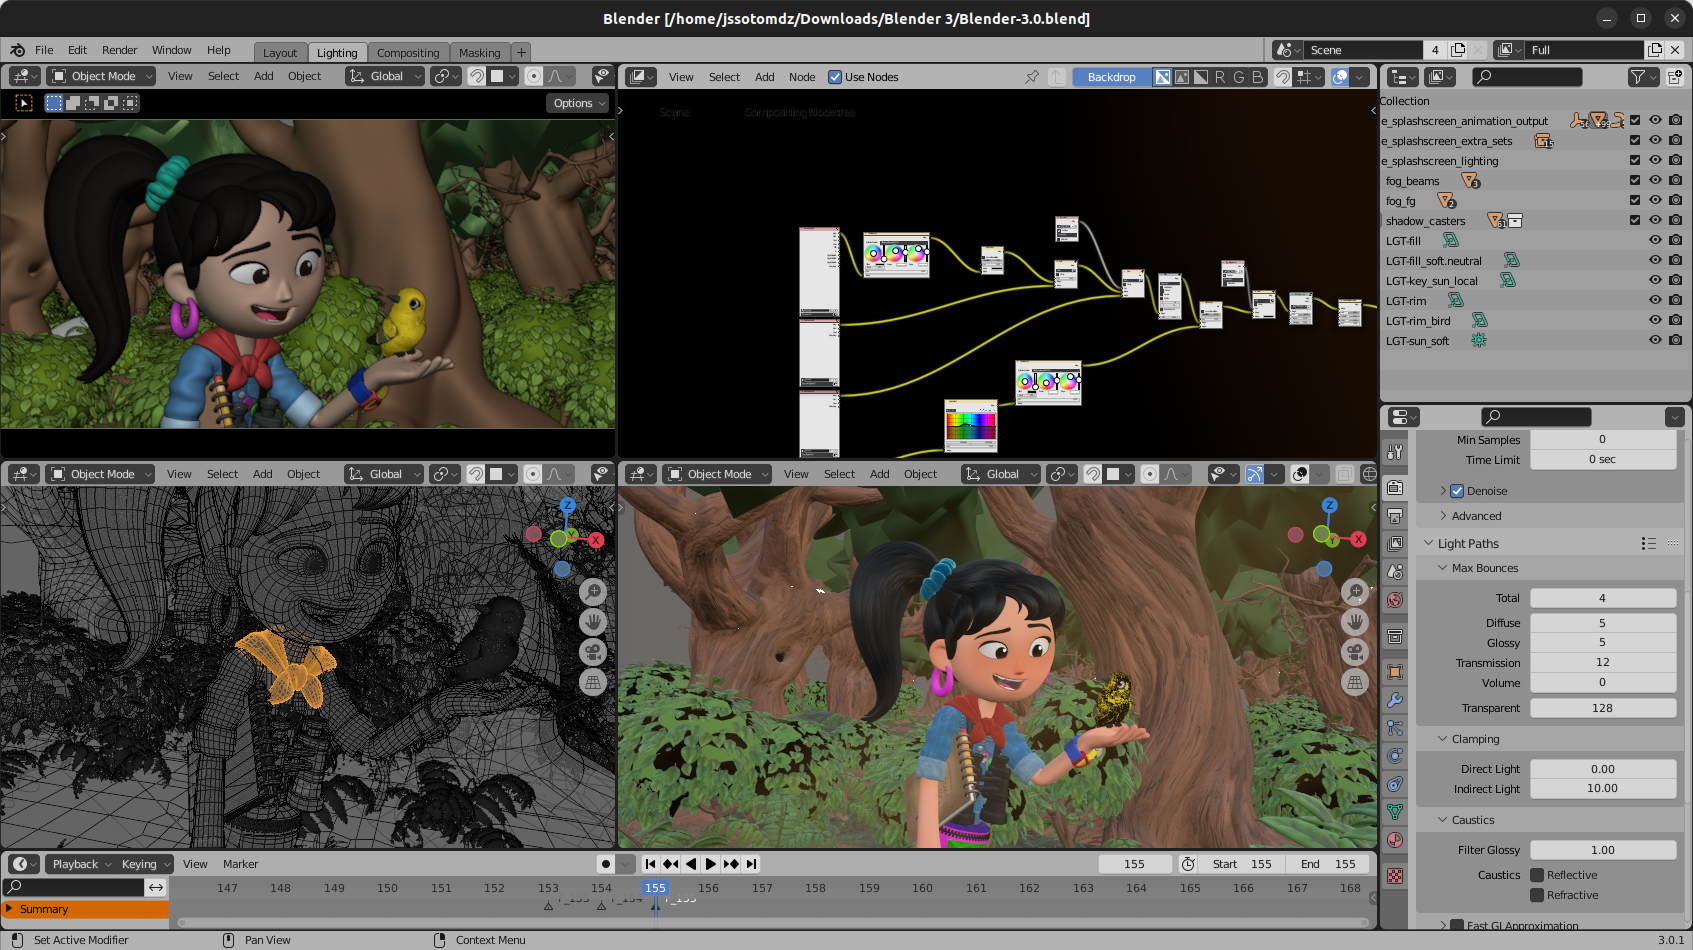 Blender [/home/jssotomdz/Downloads/Blender 3/Blender-3.0.blend]
File Edit Render Window Help Layout Lighting Compositing Masking + Scene 4 Full
Object Mode View Select Add Object Global
View Select Add Node Use Nodes Backdrop R G B
Options
Scene Compositing Nodetree
Collection
e_splashscreen_animation_output
e_splashscreen_extra_sets 15
e_splashscreen_lighting
fog_beams 3
fog_fg 2
shadow_casters
LGT-fill
LGT-fill_soft.neutral
LGT-key_sun_local
LGT-rim
LGT-rim_bird
LGT-sun_soft
Object Mode View Select Add Object Global
Object Mode View Select Add Object Global
Z
X
Z
Y X
Min Samples 0
Time Limit 0 sec
Denoise
Advanced
Light Paths
Max Bounces
Total 4
Diffuse 5
Glossy 5
Transmission 12
Volume 0
Transparent 128
Clamping
Direct Light 0.00
Indirect Light 10.00
Caustics
Filter Glossy 1.00
Caustics Reflective
Refractive
Fast GI Approximation
Playback Keying View Marker 155 Start 155 End 155
147 148 149 150 151 152 153 154 155 156 157 158 159 160 161 162 163 164 165 166 167 168
Summary
F_153 F_154 F_155
Set Active Modifier Pan View Context Menu 3.0.1